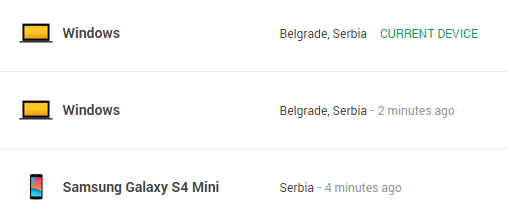 Windows Belgrade, Serbia CURRENT DEVICE
Windows Belgrade, Serbia - 2 minutes ago
Samsung Galaxy S4 Mini Serbia - 4 minutes ago